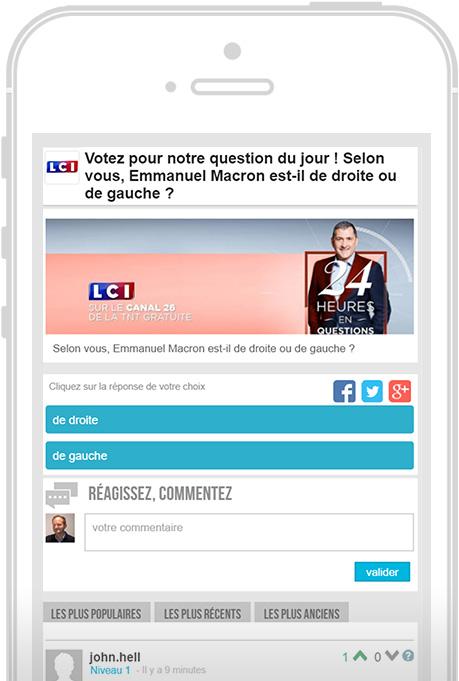 LCI
Votez pour notre question du jour ! Selon
vous, Emmanuel Macron est-il de droite ou
de gauche ?
LCI
SUR LE CANAL 26
DE LA TNT GRATUITE
24
HEURES
EN
QUESTIONS
Selon vous, Emmanuel Macron est-il de droite ou de gauche ?
Cliquez sur la réponse de votre choix
f
g+
de droite
de gauche
RÉAGISSEZ, COMMENTEZ
votre commentaire
valider
LES PLUS POPULAIRES LES PLUS RÉCENTS LES PLUS ANCIENS
john.hell 1 0 ?
Niveau 1 - Il y a 9 minutes